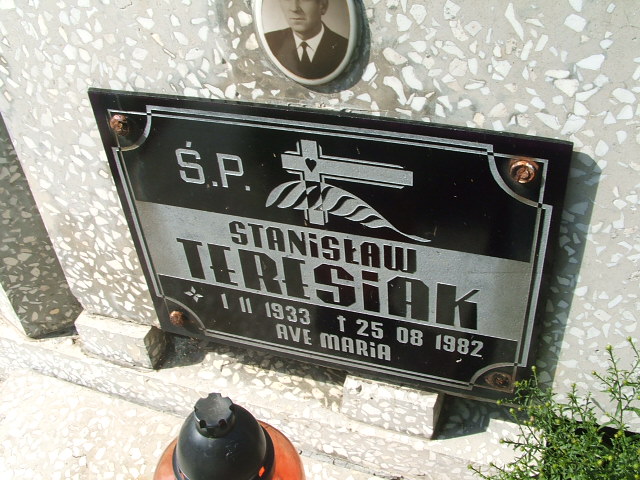 Ś.P.
STANiSŁAW
TERESiAK
1 11 1933 † 25 08 1982
AVE MARiA